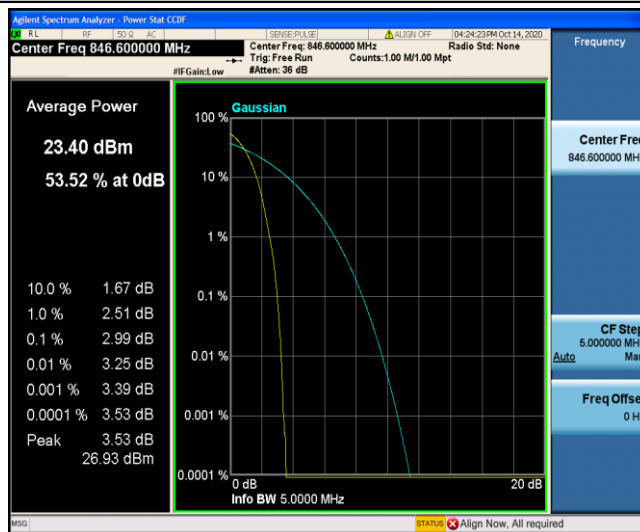 Agilent Spectrum Analyzer - Power Stat CCDF
RL RF 50 Ω AC SENSE:PULSE ALIGN OFF 04:24:23 PM Oct 14, 2020
Center Freq 846.600000 MHz
Center Freq: 846.600000 MHz Radio Std: None
Trig: Free Run Counts:1.00 M/1.00 Mpt
#IFGain:Low #Atten: 36 dB
Frequency
Average Power
23.40 dBm
53.52 % at 0dB
10.0 % 1.67 dB
1.0 % 2.51 dB
0.1 % 2.99 dB
0.01 % 3.25 dB
0.001 % 3.39 dB
0.0001 % 3.53 dB
Peak 3.53 dB
26.93 dBm
Gaussian
100 %
10 %
1 %
0.1 %
0.01 %
0.001 %
0.0001 %
0 dB 20 dB
Info BW 5.0000 MHz
Center Fre
846.600000 MH
CF Step
5.000000 MH
Auto Ma
Freq Offse
0 H
MSG STATUS Align Now, All required